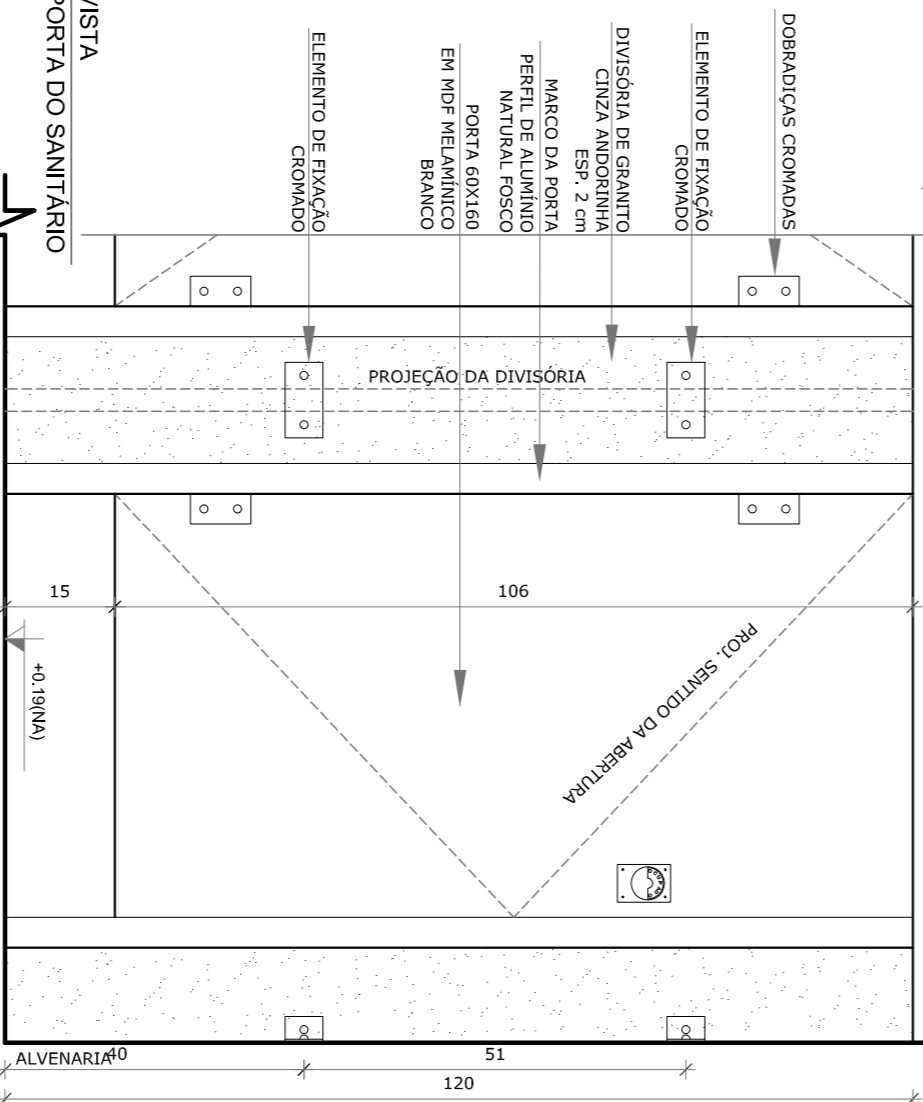 VISTA
PORTA DO SANITÁRIO
DOBRADIÇAS CROMADAS
ELEMENTO DE FIXAÇÃO
CROMADO
DIVISÓRIA DE GRANITO
CINZA ANDORINHA
ESP. 2 cm
MARCO DA PORTA
PERFIL DE ALUMÍNIO
NATURAL FOSCO
PORTA 60X160
EM MDF MELAMÍNICO
BRANCO
ELEMENTO DE FIXAÇÃO
CROMADO
PROJEÇÃO DA DIVISÓRIA
15
106
+0.19(NA)
PROJ. SENTIDO DA ABERTURA
ALVENARIA
40
51
120